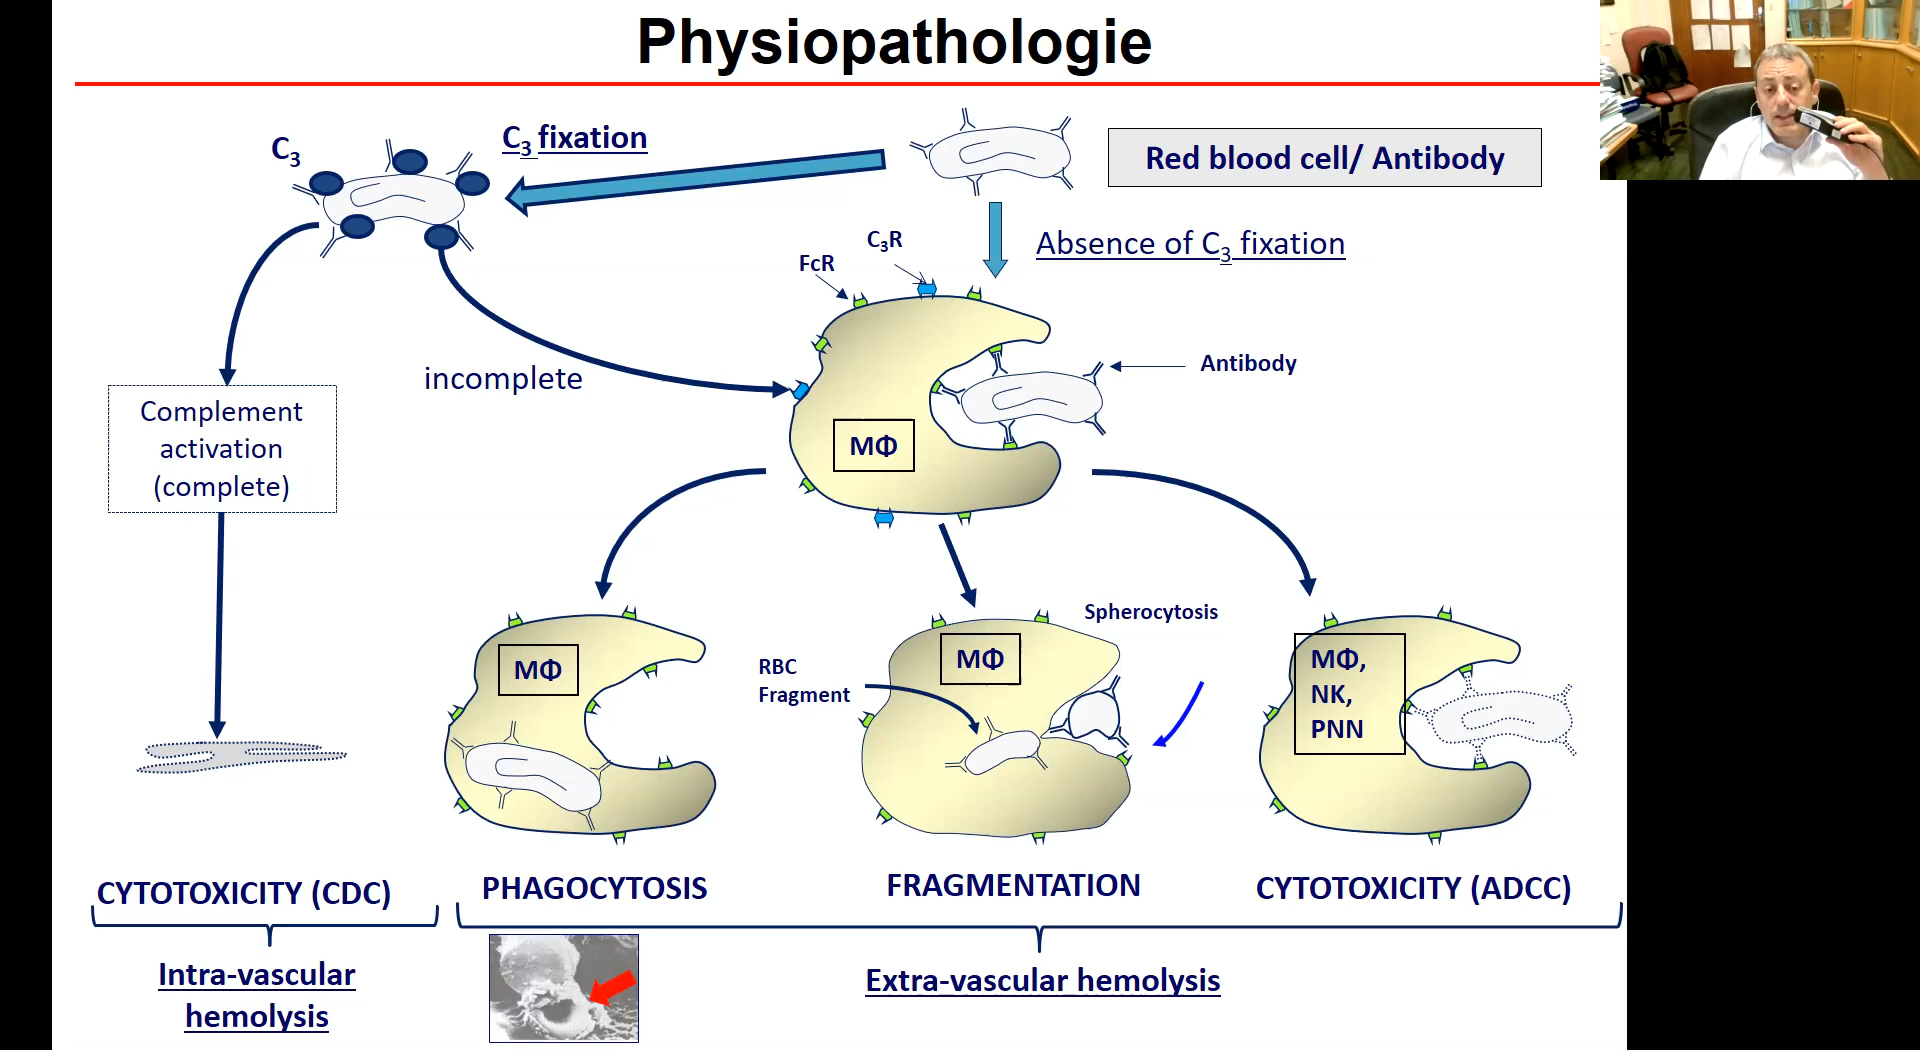 Physiopathologie
C3
C3 fixation
Red blood cell/ Antibody
Absence of C3 fixation
C3R
FcR
Antibody
incomplete
Complement
activation
(complete)
MΦ
Spherocytosis
MΦ
RBC
Fragment
MΦ
MΦ,
NK,
PNN
CYTOTOXICITY (CDC)
PHAGOCYTOSIS
FRAGMENTATION
CYTOTOXICITY (ADCC)
Intra-vascular
hemolysis
Extra-vascular hemolysis